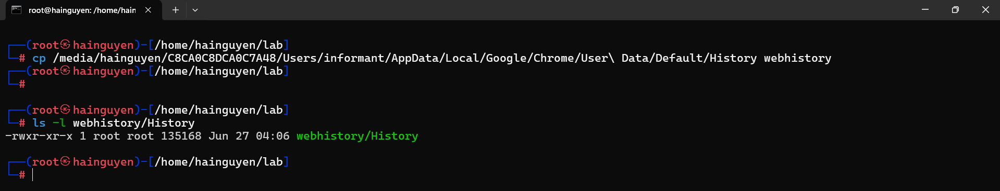 root@hainguyen: /home/hain
┌──(root㉿hainguyen)-[/home/hainguyen/lab]
└─# cp /media/hainguyen/C8CA0C8DCA0C7A48/Users/informant/AppData/Local/Google/Chrome/User\ Data/Default/History webhistory
┌──(root㉿hainguyen)-[/home/hainguyen/lab]
└─#
┌──(root㉿hainguyen)-[/home/hainguyen/lab]
└─# ls -l webhistory/History
-rwxr-xr-x 1 root root 135168 Jun 27 04:06 webhistory/History
┌──(root㉿hainguyen)-[/home/hainguyen/lab]
└─#